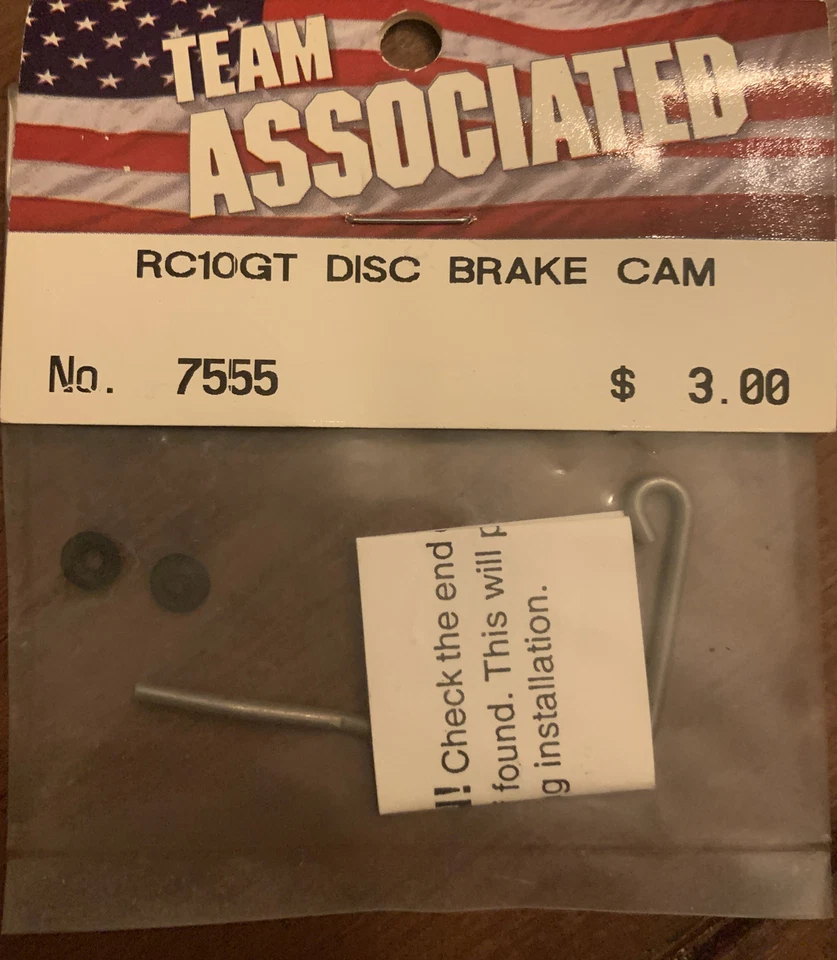 TEAM
ASSOCIATED
RC10GT DISC BRAKE CAM
No. 7555 $ 3.00
!! Check the end
found. This will
g installation.